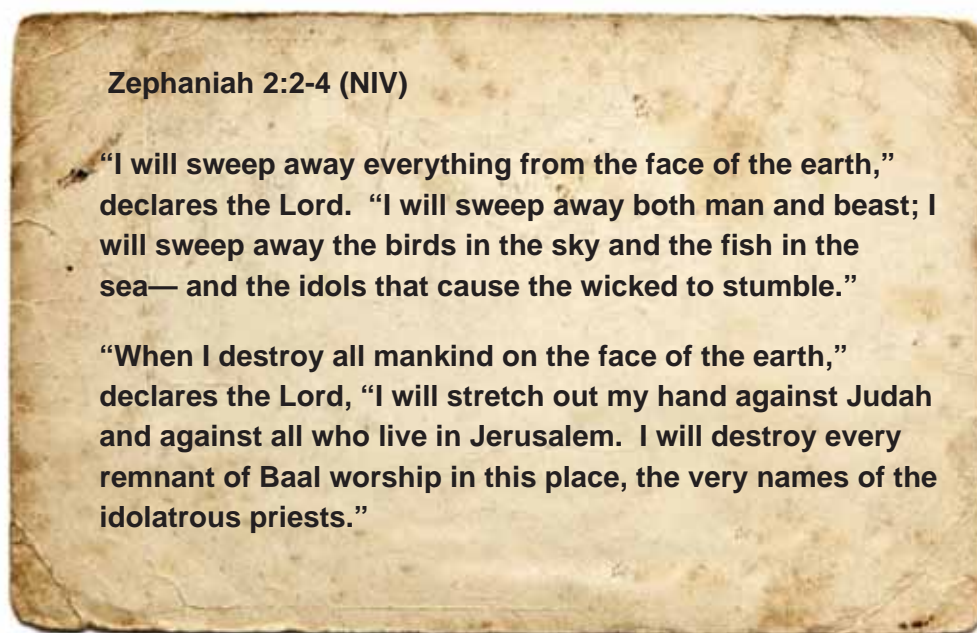 Zephaniah 2:2-4 (NIV)
“I will sweep away everything from the face of the earth,”
declares the Lord.  “I will sweep away both man and beast; I
will sweep away the birds in the sky and the fish in the
sea— and the idols that cause the wicked to stumble.”
“When I destroy all mankind on the face of the earth,”
declares the Lord, “I will stretch out my hand against Judah
and against all who live in Jerusalem.  I will destroy every
remnant of Baal worship in this place, the very names of the
idolatrous priests.”